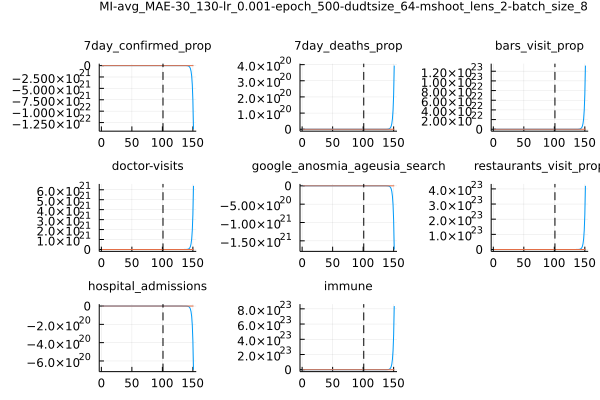 MI-avg_MAE-30_130-lr_0.001-epoch_500-dudtsize_64-mshoot_lens_2-batch_size_8
7day_confirmed_prop
0
−2.500×10²¹
−5.000×10²¹
−7.500×10²¹
−1.000×10²²
−1.250×10²²
0 50 100 150
7day_deaths_prop
4.0×10²⁰
3.0×10²⁰
2.0×10²⁰
1.0×10²⁰
0
0 50 100 150
bars_visit_prop
1.20×10²³
1.00×10²³
8.00×10²²
6.00×10²²
4.00×10²²
2.00×10²²
0
0 50 100 150
doctor-visits
6.0×10²¹
5.0×10²¹
4.0×10²¹
3.0×10²¹
2.0×10²¹
1.0×10²¹
0
0 50 100 150
google_anosmia_ageusia_search
0
−5.00×10²⁰
−1.00×10²¹
−1.50×10²¹
0 50 100 150
restaurants_visit_prop
4.0×10²³
3.0×10²³
2.0×10²³
1.0×10²³
0
0 50 100 150
hospital_admissions
0
−2.0×10²⁰
−4.0×10²⁰
−6.0×10²⁰
0 50 100 150
immune
8.0×10²³
6.0×10²³
4.0×10²³
2.0×10²³
0
0 50 100 150